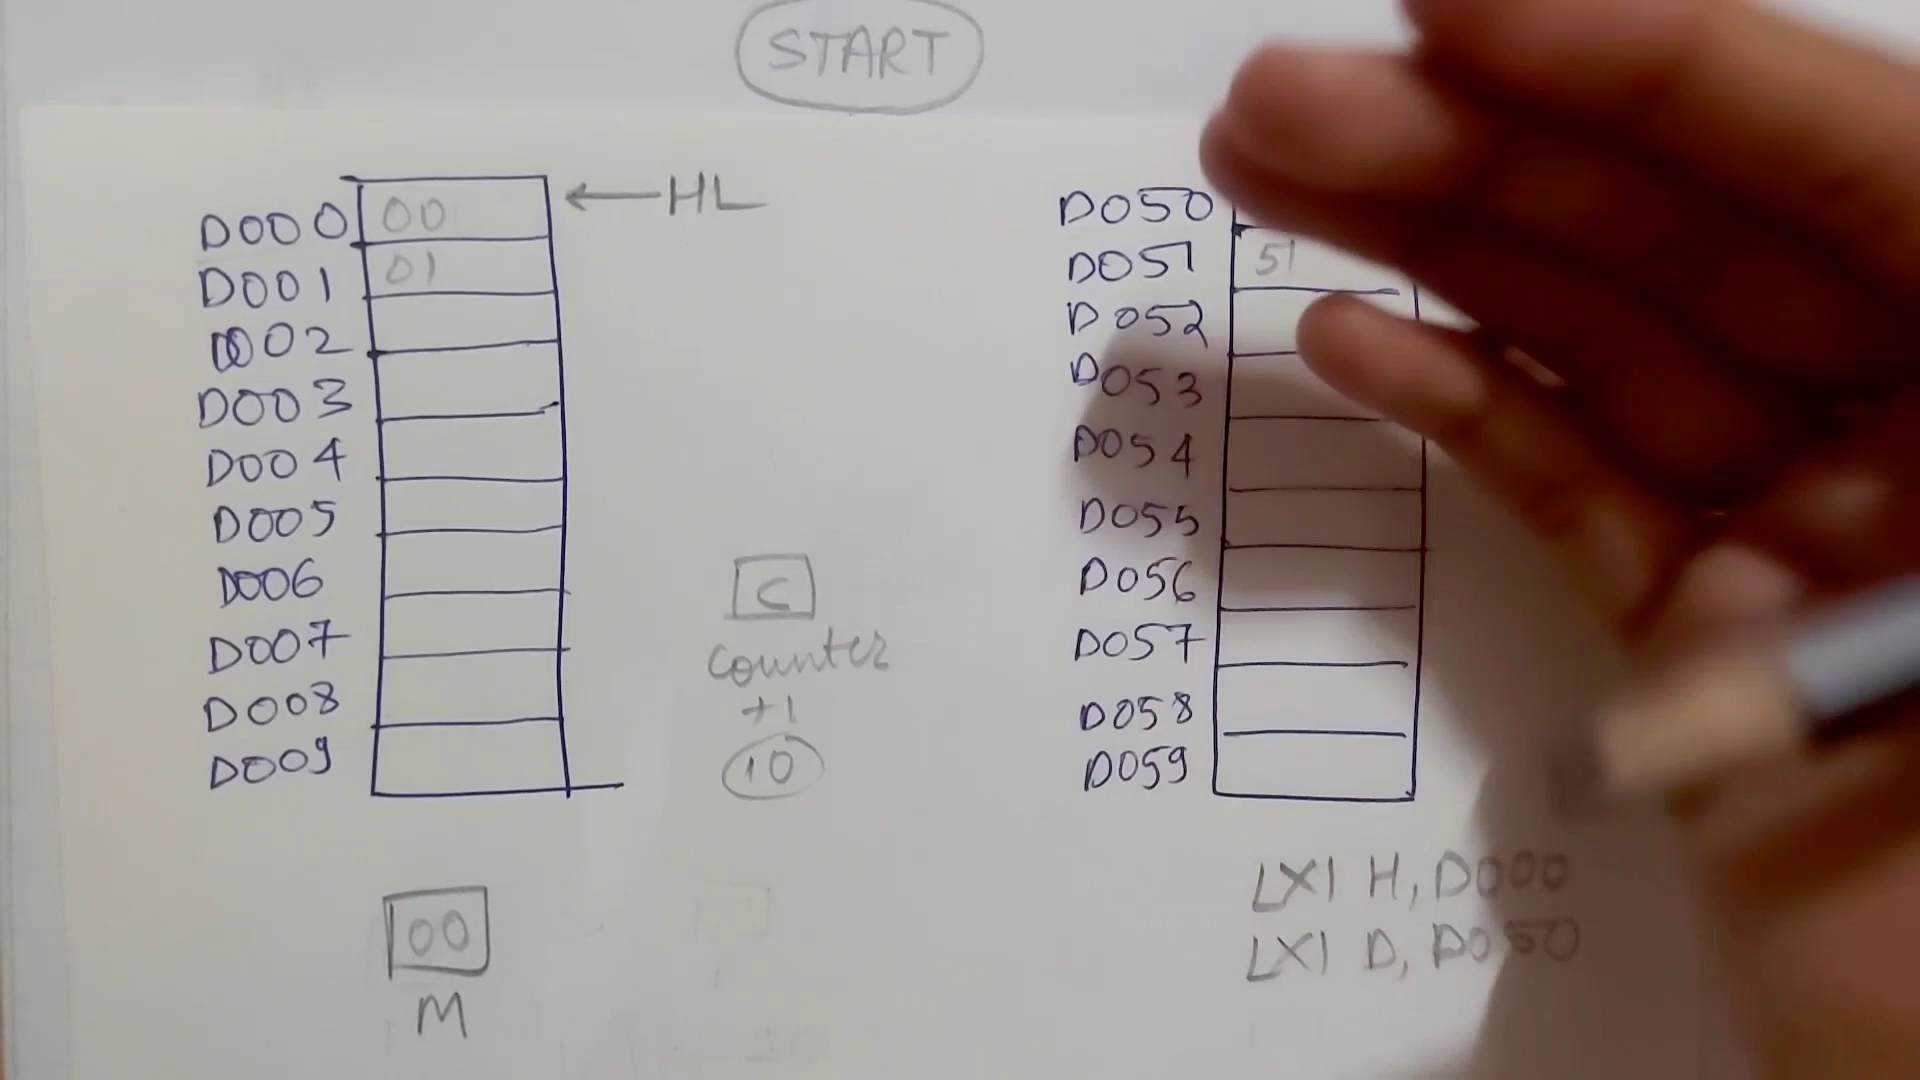 START
D000 00 ←HL
D001 01
D002
D003
D004
D005
D006
D007
D008
D009
C
counter
+1
10
00
M
D050
D051 51
D052
D053
D054
D055
D056
D057
D058
D059
LXI H, D000
LXI D, D050